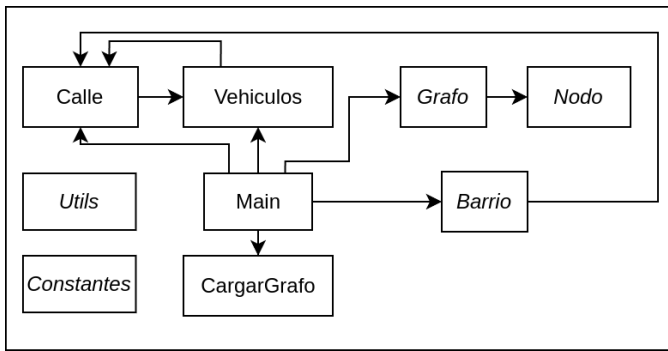 Calle
Vehiculos
Grafo
Nodo
Utils
Main
Barrio
Constantes
CargarGrafo